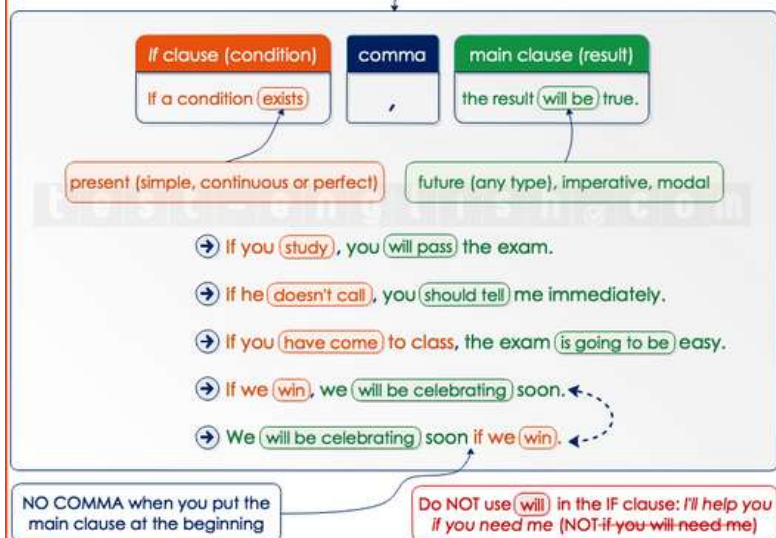 If clause (condition)
comma
main clause (result)
If a condition exists
,
the result will be true.
present (simple, continuous or perfect)
future (any type), imperative, modal
test-english.com
If you study, you will pass the exam.
If he doesn't call, you should tell me immediately.
If you have come to class, the exam is going to be easy.
If we win, we will be celebrating soon.
We will be celebrating soon if we win.
NO COMMA when you put the
main clause at the beginning
Do NOT use will in the IF clause: I'll help you
if you need me (NOT if you will need me)